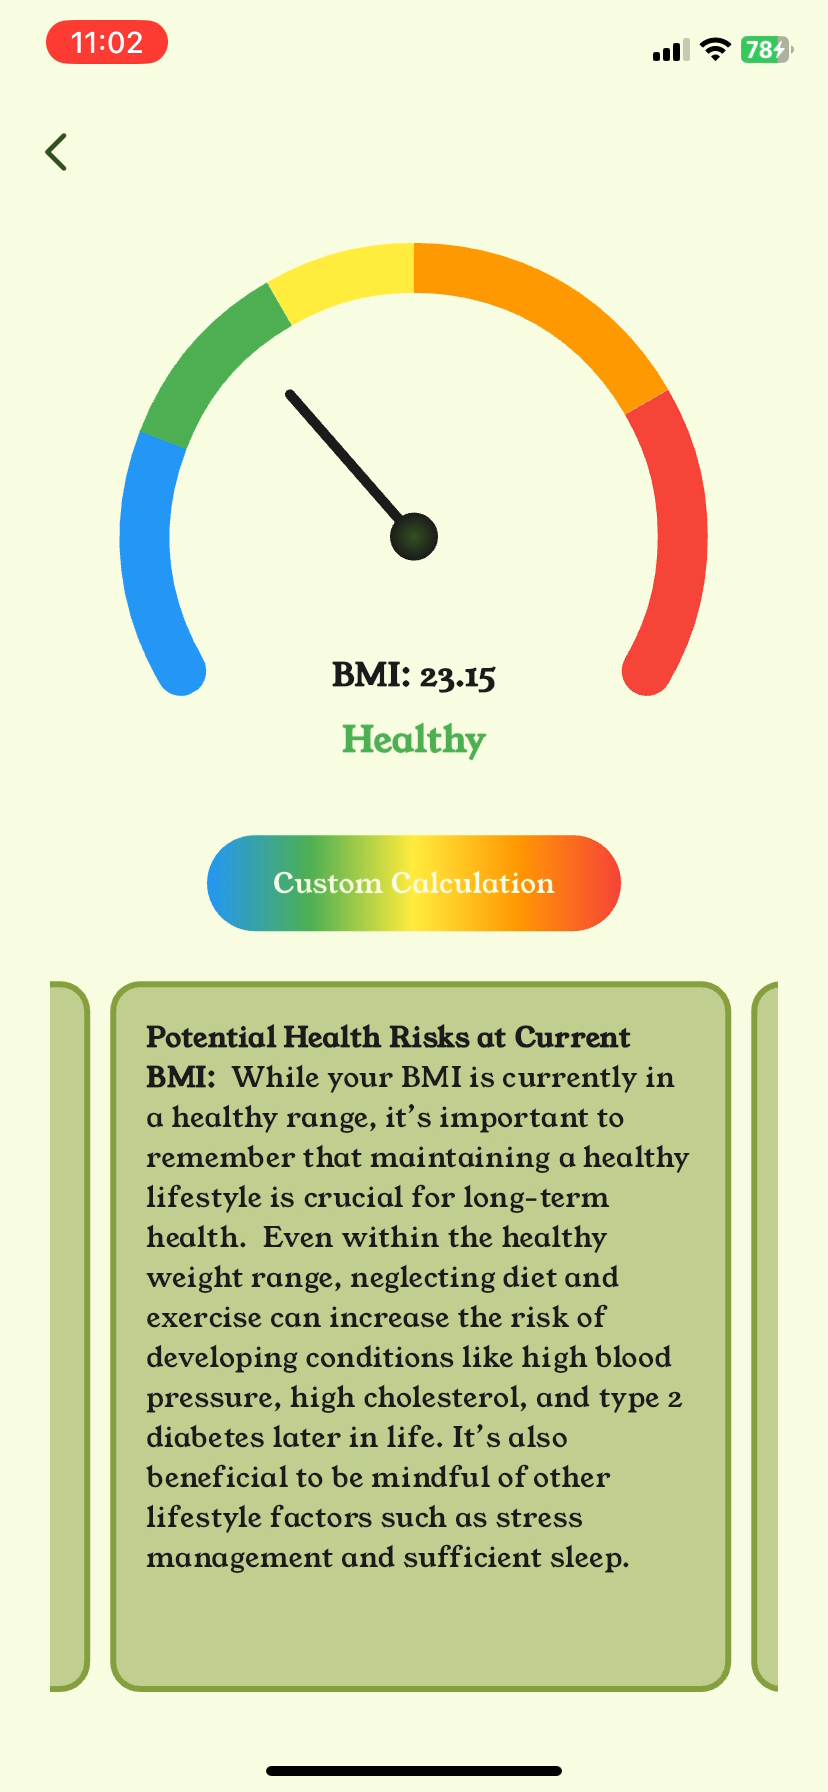 11:02
78
BMI: 23.15
Healthy
Custom Calculation
Potential Health Risks at Current
BMI:  While your BMI is currently in
a healthy range, it’s important to
remember that maintaining a healthy
lifestyle is crucial for long-term
health.  Even within the healthy
weight range, neglecting diet and
exercise can increase the risk of
developing conditions like high blood
pressure, high cholesterol, and type 2
diabetes later in life. It’s also
beneficial to be mindful of other
lifestyle factors such as stress
management and sufficient sleep.